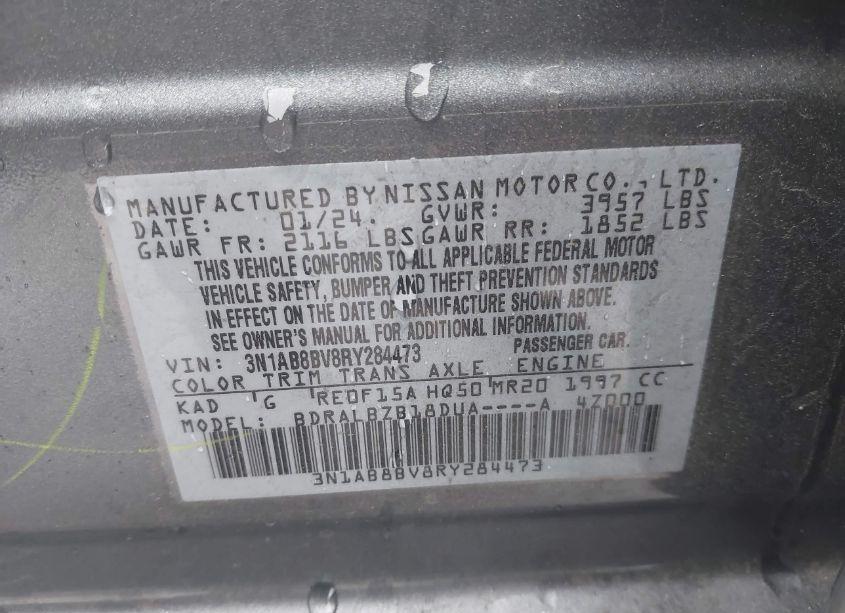 MANUFACTURED BY NISSAN MOTOR CO., LTD.
DATE: 01/24. GVWR: 3957 LBS
GAWR FR: 2116 LBS GAWR RR: 1852 LBS
THIS VEHICLE CONFORMS TO ALL APPLICABLE FEDERAL MOTOR
VEHICLE SAFETY, BUMPER AND THEFT PREVENTION STANDARDS
IN EFFECT ON THE DATE OF MANUFACTURE SHOWN ABOVE.
SEE OWNER'S MANUAL FOR ADDITIONAL INFORMATION.
VIN: 3N1AB8BV8RY284473 PASSENGER CAR.
COLOR TRIM TRANS AXLE ENGINE
KAD G RE0F15A HQ50 MR20 1997 CC
MODEL: BDRALBZB18DUA----A 4Z000
3N1AB8BV8RY284473